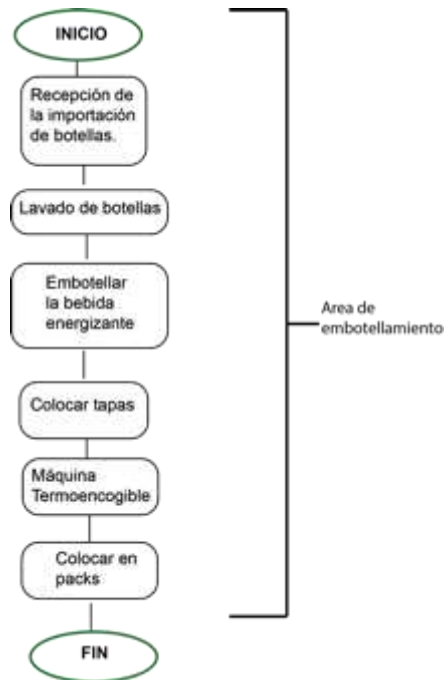 INICIO
Recepción de
la importación
de botellas.
Lavado de botellas
Embotellar
la bebida
energizante
Area de
embotellamiento
Colocar tapas
Máquina
Termoencogible
Colocar en
packs
FIN